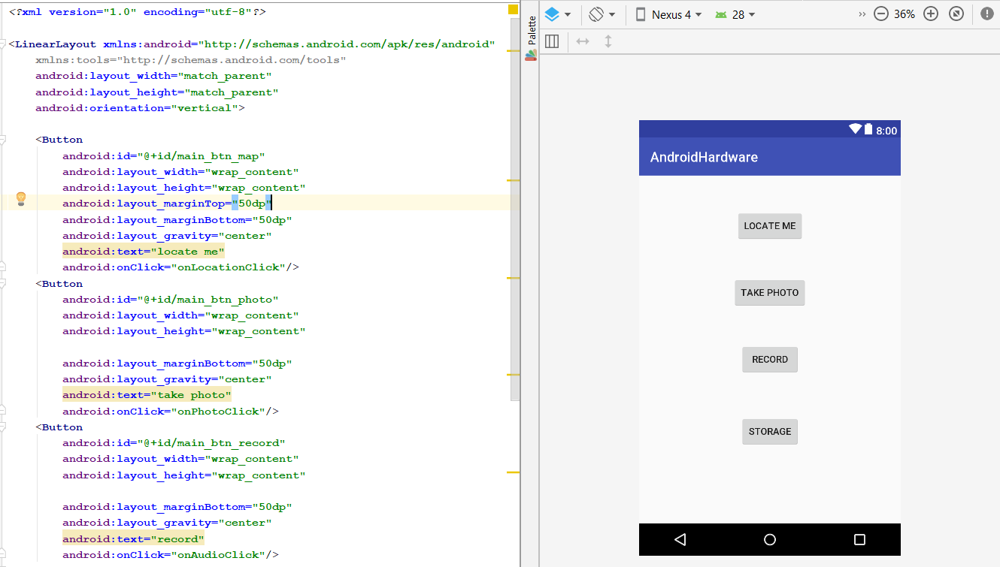 <?xml version="1.0" encoding="utf-8"?>
<LinearLayout xmlns:android="http://schemas.android.com/apk/res/android"
xmlns:tools="http://schemas.android.com/tools"
android:layout_width="match_parent"
android:layout_height="match_parent"
android:orientation="vertical">
<Button
android:id="@+id/main_btn_map"
android:layout_width="wrap_content"
android:layout_height="wrap_content"
android:layout_marginTop="50dp"
android:layout_marginBottom="50dp"
android:layout_gravity="center"
android:text="locate me"
android:onClick="onLocationClick"/>
<Button
android:id="@+id/main_btn_photo"
android:layout_width="wrap_content"
android:layout_height="wrap_content"
android:layout_marginBottom="50dp"
android:layout_gravity="center"
android:text="take photo"
android:onClick="onPhotoClick"/>
<Button
android:id="@+id/main_btn_record"
android:layout_width="wrap_content"
android:layout_height="wrap_content"
android:layout_marginBottom="50dp"
android:layout_gravity="center"
android:text="record"
android:onClick="onAudioClick"/>
Palette
Nexus 4 28 36%
8:00
AndroidHardware
LOCATE ME
TAKE PHOTO
RECORD
STORAGE